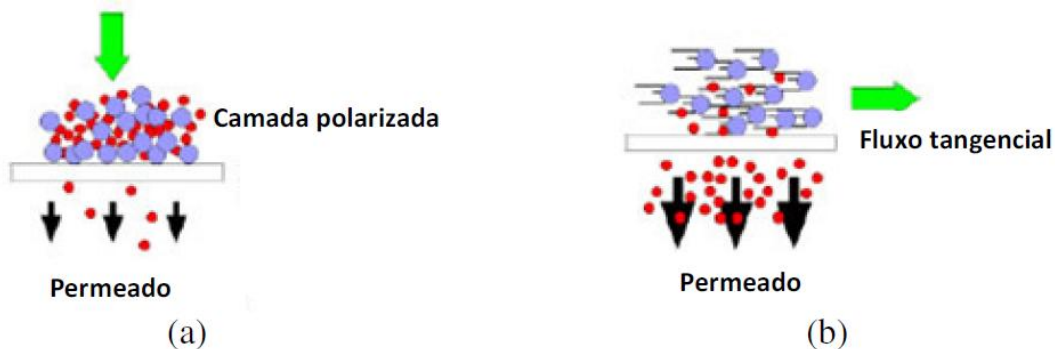 Camada polarizada
Fluxo tangencial
Permeado
Permeado
(a)
(b)